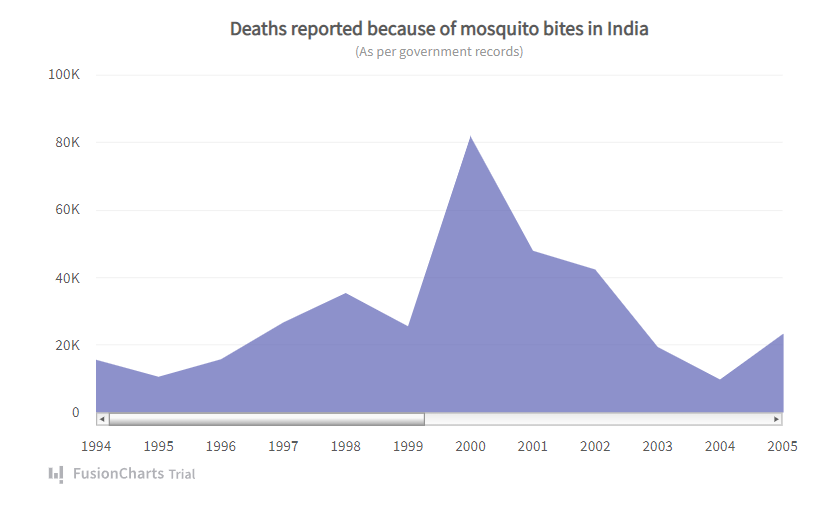 Deaths reported because of mosquito bites in India
(As per government records)
100K
80K
60K
40K
20K
0
1994 1995 1996 1997 1998 1999 2000 2001 2002 2003 2004 2005
FusionCharts Trial